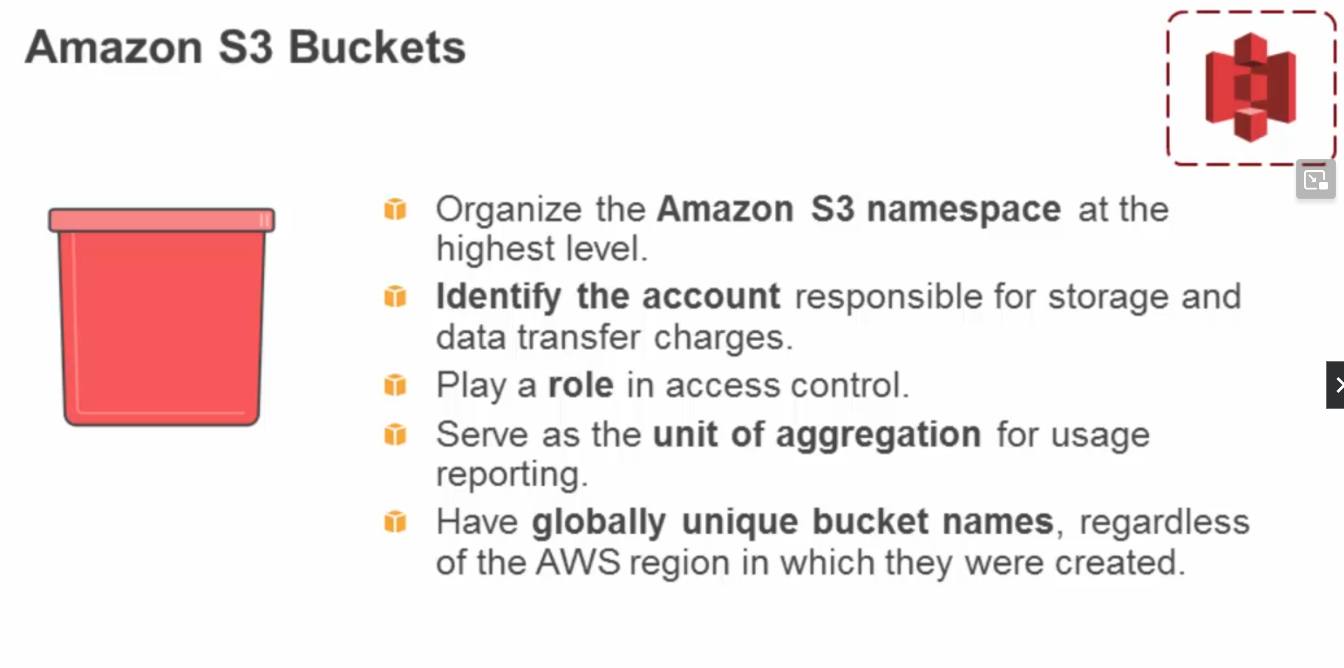 Amazon S3 Buckets
Organize the Amazon S3 namespace at the
highest level.
Identify the account responsible for storage and
data transfer charges.
Play a role in access control.
Serve as the unit of aggregation for usage
reporting.
Have globally unique bucket names, regardless
of the AWS region in which they were created.